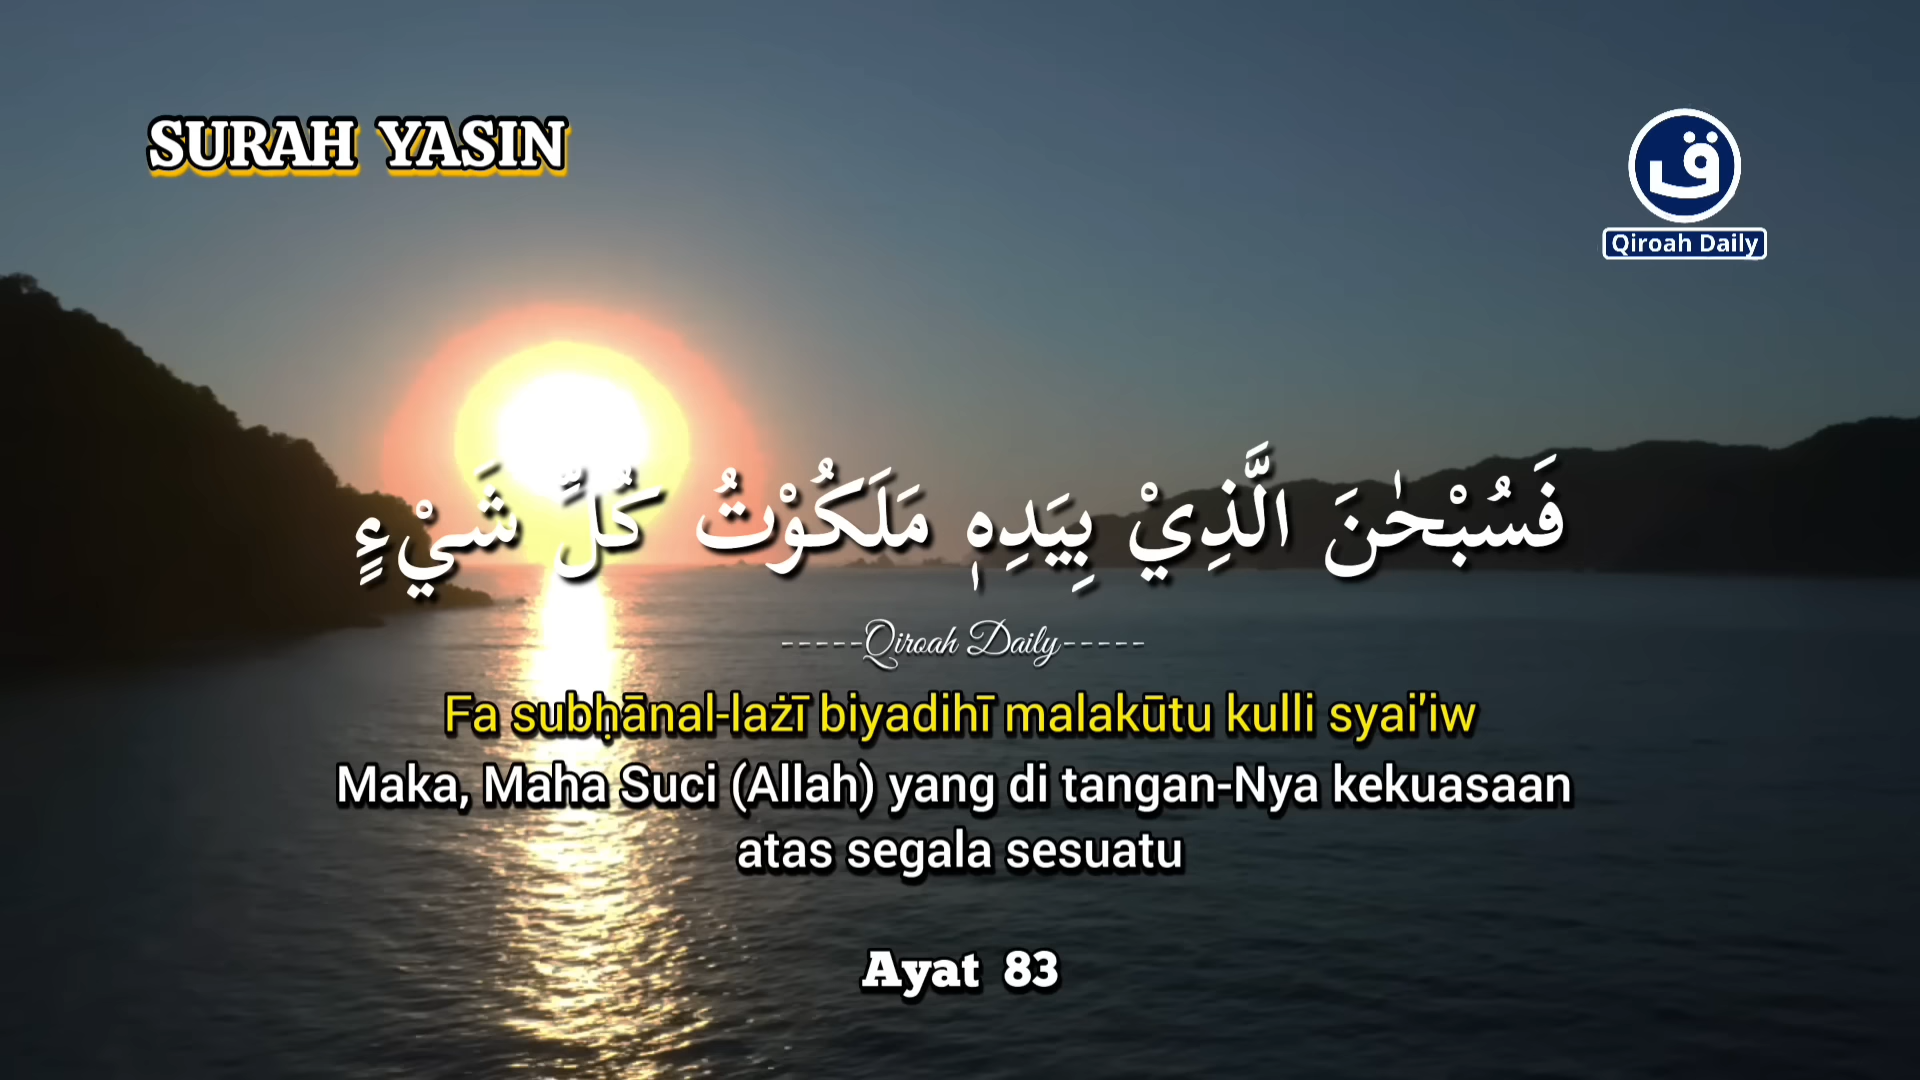 SURAH YASIN
ق
Qiroah Daily
فَسُبْحٰنَ الَّذِيْ بِيَدِهٖ مَلَكُوْتُ كُلِّ شَيْءٍ
-----Qiroah Daily-----
Fa subḥānal-lażī biyadihī malakūtu kulli syai'iw
Maka, Maha Suci (Allah) yang di tangan-Nya kekuasaan
atas segala sesuatu
Ayat 83